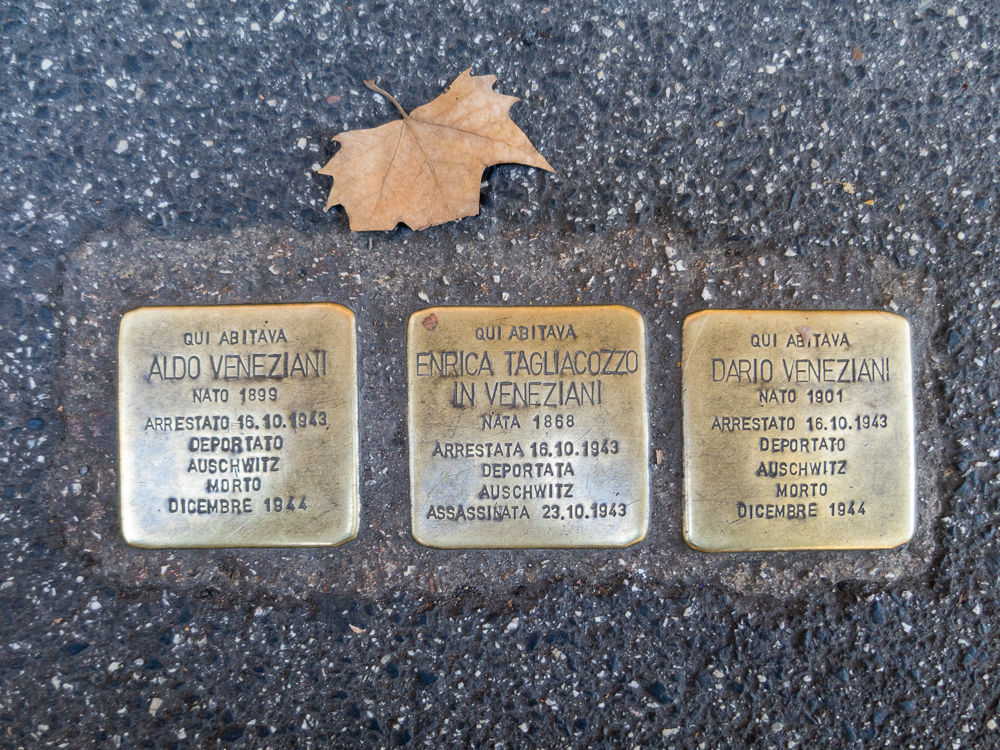 QUI ABITAVA
ALDO VENEZIANI
NATO 1899
ARRESTATO 16.10.1943
DEPORTATO
AUSCHWITZ
MORTO
DICEMBRE 1944
QUI ABITAVA
ENRICA TAGLIACOZZO
IN VENEZIANI
NATA 1868
ARRESTATA 16.10.1943
DEPORTATA
AUSCHWITZ
ASSASSINATA 23.10.1943
QUI ABITAVA
DARIO VENEZIANI
NATO 1901
ARRESTATO 16.10.1943
DEPORTATO
AUSCHWITZ
MORTO
DICEMBRE 1944